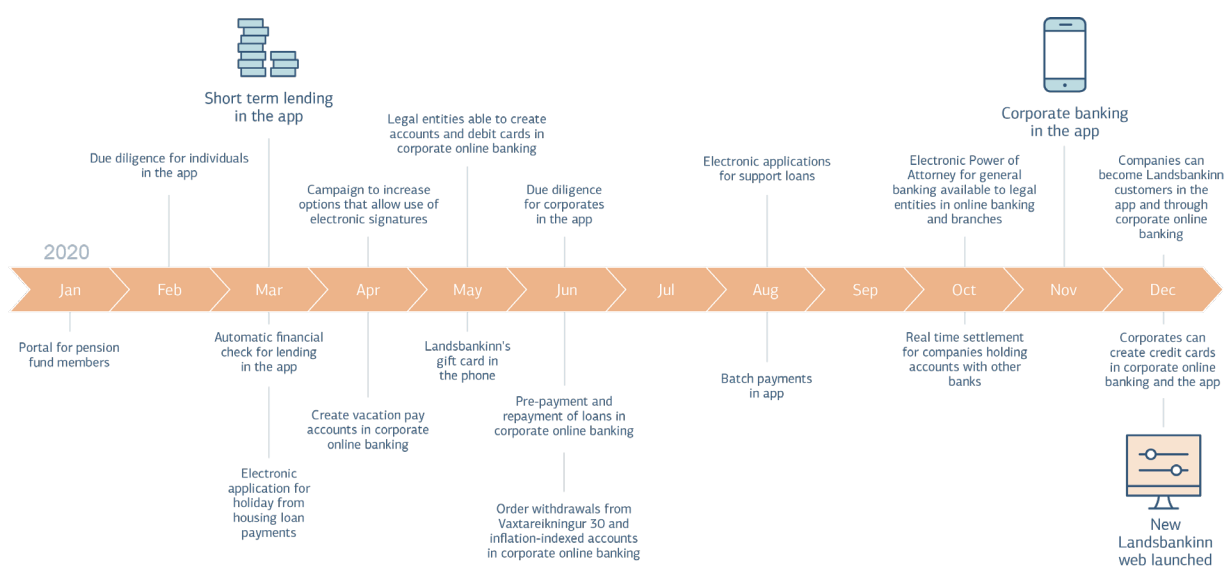 Short term lending
in the app
Corporate banking
in the app
Legal entities able to create
accounts and debit cards in
corporate online banking
Due diligence for individuals
in the app
Campaign to increase
options that allow use of
electronic signatures
Due diligence
for corporates
in the app
Electronic applications
for support loans
Electronic Power of
Attorney for general
banking available to legal
entities in online banking
and branches
Companies can
become Landsbankinn
customers in the
app and through
corporate online
banking
2020
Jan
Feb
Mar
Apr
May
Jun
Jul
Aug
Sep
Oct
Nov
Dec
Portal for pension
fund members
Automatic financial
check for lending
in the app
Electronic
application for
holiday from
housing loan
payments
Create vacation pay
accounts in corporate
online banking
Landsbankinn's
gift card in
the phone
Pre-payment and
repayment of loans in
corporate online banking
Order withdrawals from
Vaxtareikningur 30 and
inflation-indexed accounts
in corporate online banking
Batch payments
in app
Real time settlement
for companies holding
accounts with other
banks
Corporates can
create credit cards
in corporate online
banking and the app
New
Landsbankinn
web launched